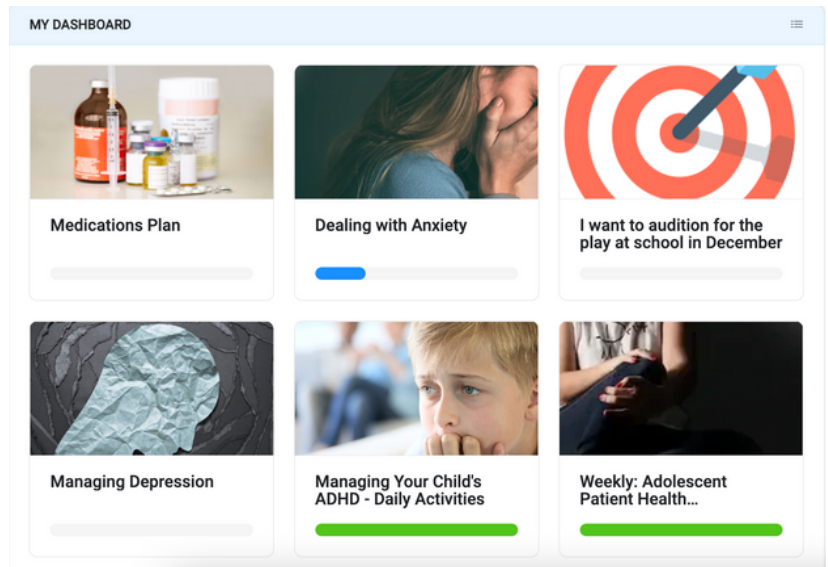 MY DASHBOARD
Medications Plan
Dealing with Anxiety
I want to audition for the
play at school in December
Managing Depression
Managing Your Child's
ADHD - Daily Activities
Weekly: Adolescent
Patient Health...